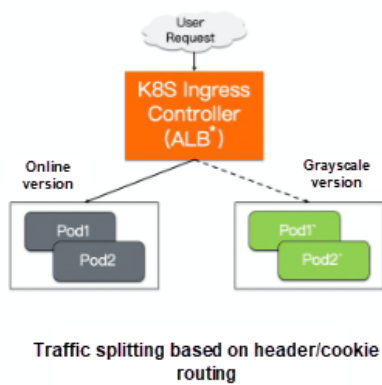 User
Request
K8S Ingress
Controller
(ALB*)
Online
version
Grayscale
version
Pod1
Pod2
Pod1-
Pod2-
Traffic splitting based on header/cookie
routing